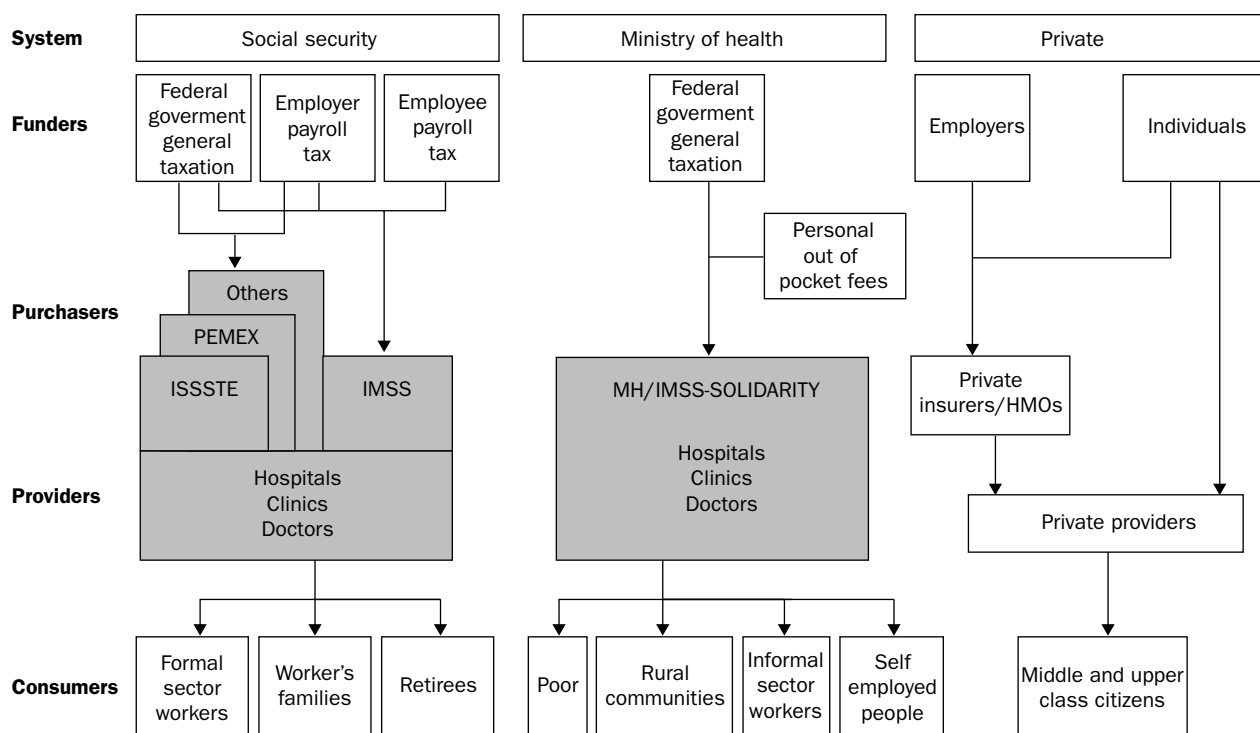 System
Social security
Ministry of health
Private
Funders
Federal
goverment
general
taxation
Employer
payroll
tax
Employee
payroll
tax
Federal
goverment
general
taxation
Employers
Individuals
Personal
out of
pocket fees
Purchasers
Others
PEMEX
ISSSTE
IMSS
MH/IMSS-SOLIDARITY
Private
insurers/HMOs
Providers
Hospitals
Clinics
Doctors
Hospitals
Clinics
Doctors
Private providers
Consumers
Formal
sector
workers
Worker's
families
Retirees
Poor
Rural
communities
Informal
sector
workers
Self
employed
people
Middle and upper
class citizens